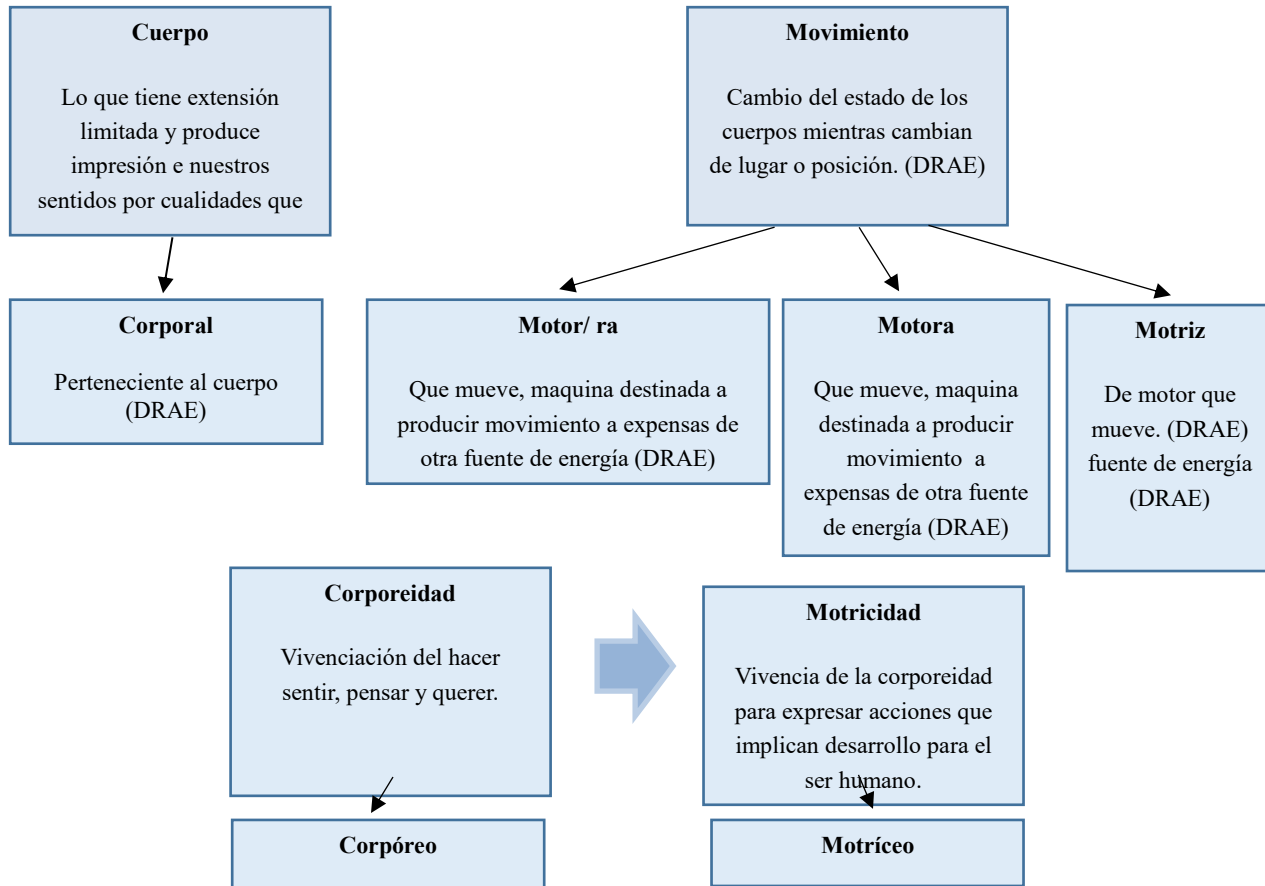 Cuerpo
Lo que tiene extensión
limitada y produce
impresión e nuestros
sentidos por cualidades que
Movimiento
Cambio del estado de los
cuerpos mientras cambian
de lugar o posición. (DRAE)
Corporal
Perteneciente al cuerpo
(DRAE)
Motor/ ra
Que mueve, maquina destinada a
producir movimiento a expensas de
otra fuente de energía (DRAE)
Motora
Que mueve, maquina
destinada a producir
movimiento a
expensas de otra fuente
de energía (DRAE)
Motriz
De motor que
mueve. (DRAE)
fuente de energía
(DRAE)
Corporeidad
Vivenciación del hacer
sentir, pensar y querer.
Motricidad
Vivencia de la corporeidad
para expresar acciones que
implican desarrollo para el
ser humano.
Corpóreo
Motríceo